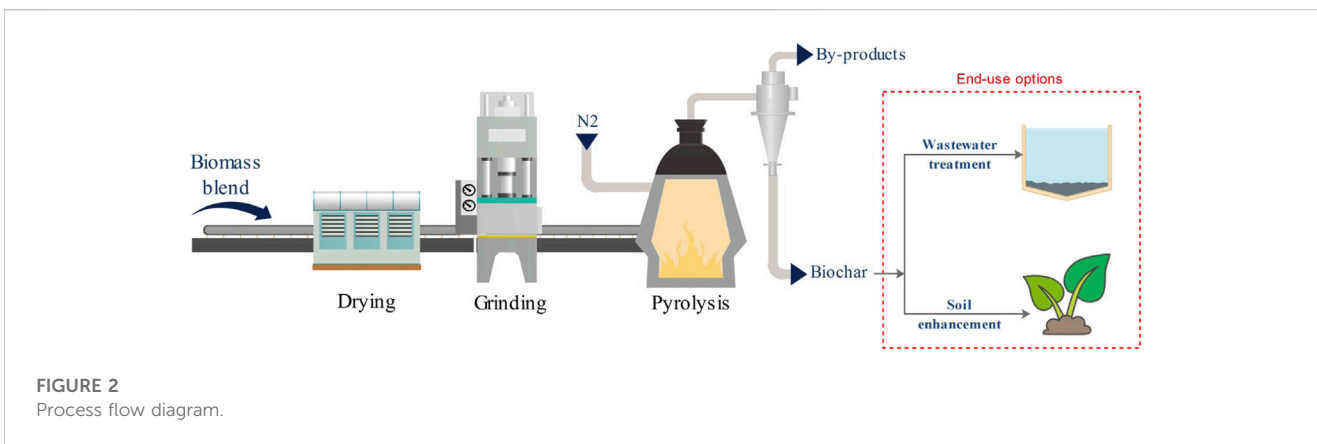 By-products
End-use options
N2
Biomass
blend
Wastewater
treatment
Biochar
Drying
Grinding
Pyrolysis
Soil
enhancement
FIGURE 2
Process flow diagram.